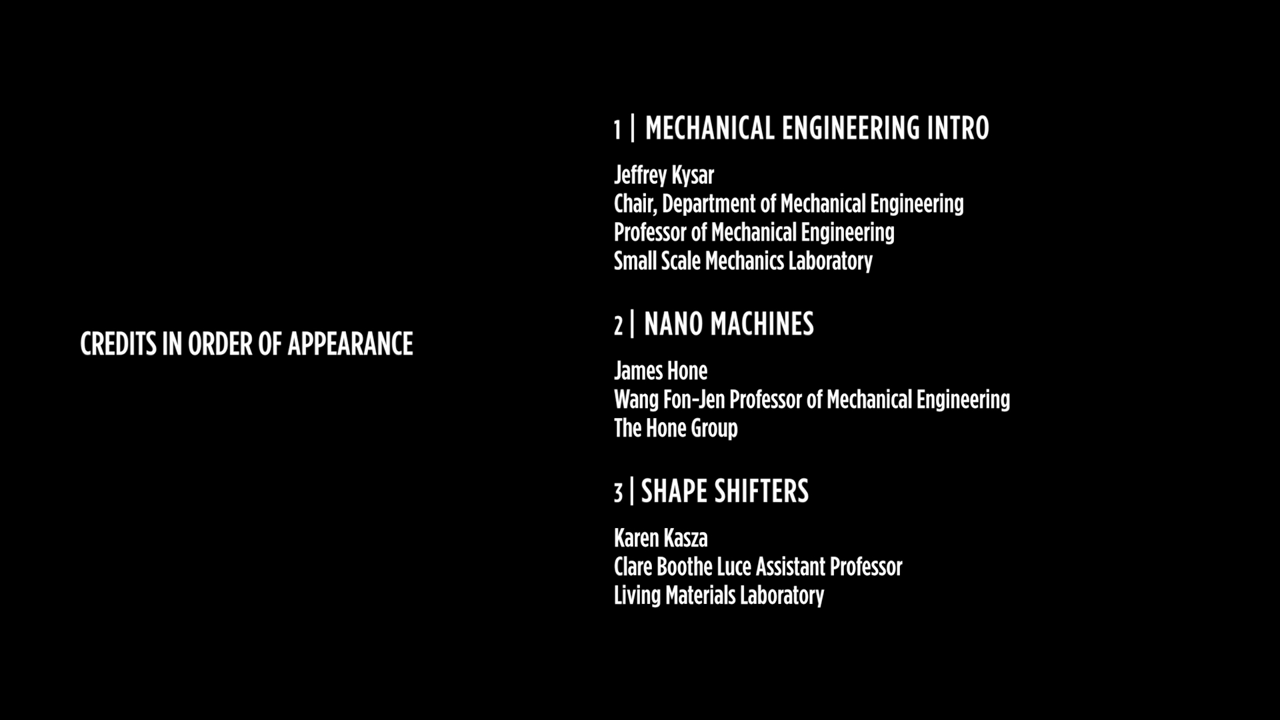 CREDITS IN ORDER OF APPEARANCE
1 | MECHANICAL ENGINEERING INTRO
Jeffrey Kysar
Chair, Department of Mechanical Engineering
Professor of Mechanical Engineering
Small Scale Mechanics Laboratory
2 | NANO MACHINES
James Hone
Wang Fon-Jen Professor of Mechanical Engineering
The Hone Group
3 | SHAPE SHIFTERS
Karen Kasza
Clare Boothe Luce Assistant Professor
Living Materials Laboratory